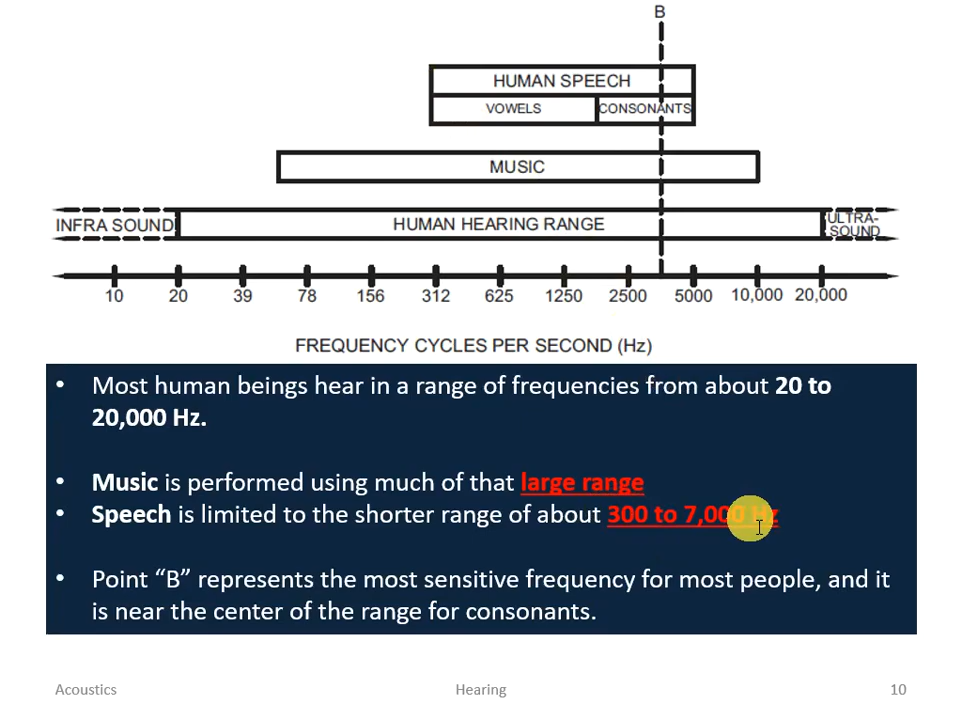 B
HUMAN SPEECH
VOWELS CONSONANTS
MUSIC
INFRA SOUND HUMAN HEARING RANGE ULTRA-
SOUND
10 20 39 78 156 312 625 1250 2500 5000 10,000 20,000
FREQUENCY CYCLES PER SECOND (Hz)
• Most human beings hear in a range of frequencies from about 20 to
20,000 Hz.
• Music is performed using much of that large range
• Speech is limited to the shorter range of about 300 to 7,000 Hz
• Point “B” represents the most sensitive frequency for most people, and it
is near the center of the range for consonants.
Acoustics Hearing 10